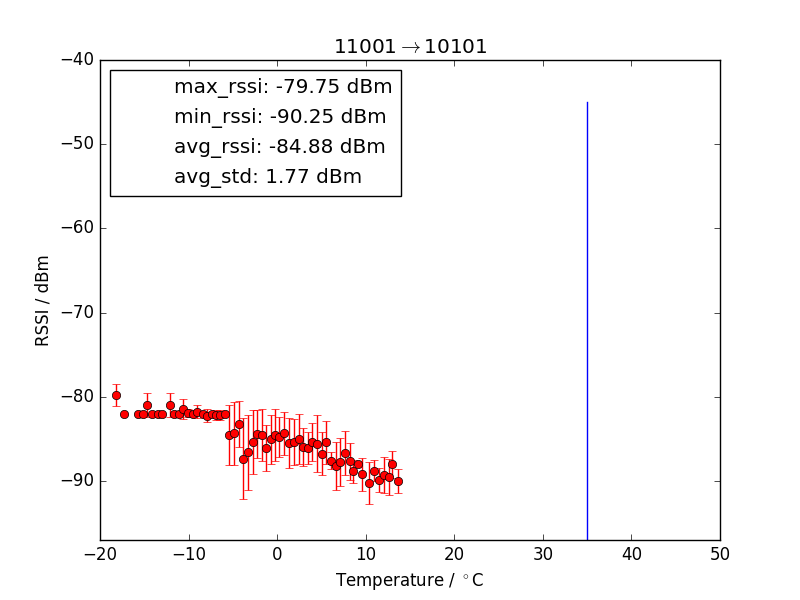 11001→10101
max_rssi: -79.75 dBm
min_rssi: -90.25 dBm
avg_rssi: -84.88 dBm
avg_std: 1.77 dBm
RSSI / dBm
−40
−50
−60
−70
−80
−90
−20 −10 0 10 20 30 40 50
Temperature / °C